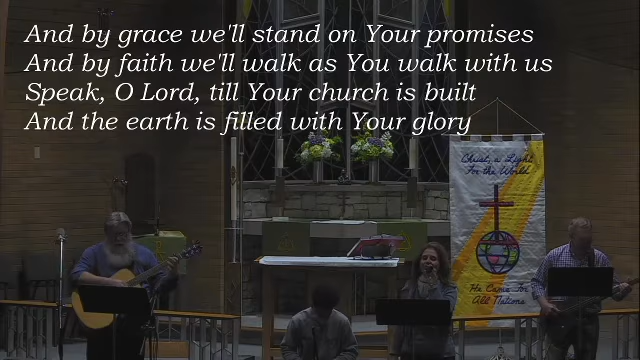 And by grace we'll stand on Your promises
And by faith we'll walk as You walk with us
Speak, O Lord, till Your church is built
And the earth is filled with Your glory
Christ, a Light
For the World
He Came for
All Nations